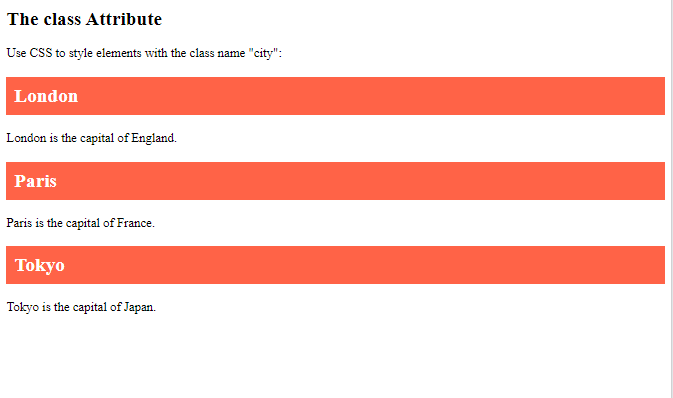 The class Attribute
Use CSS to style elements with the class name "city":
London
London is the capital of England.
Paris
Paris is the capital of France.
Tokyo
Tokyo is the capital of Japan.